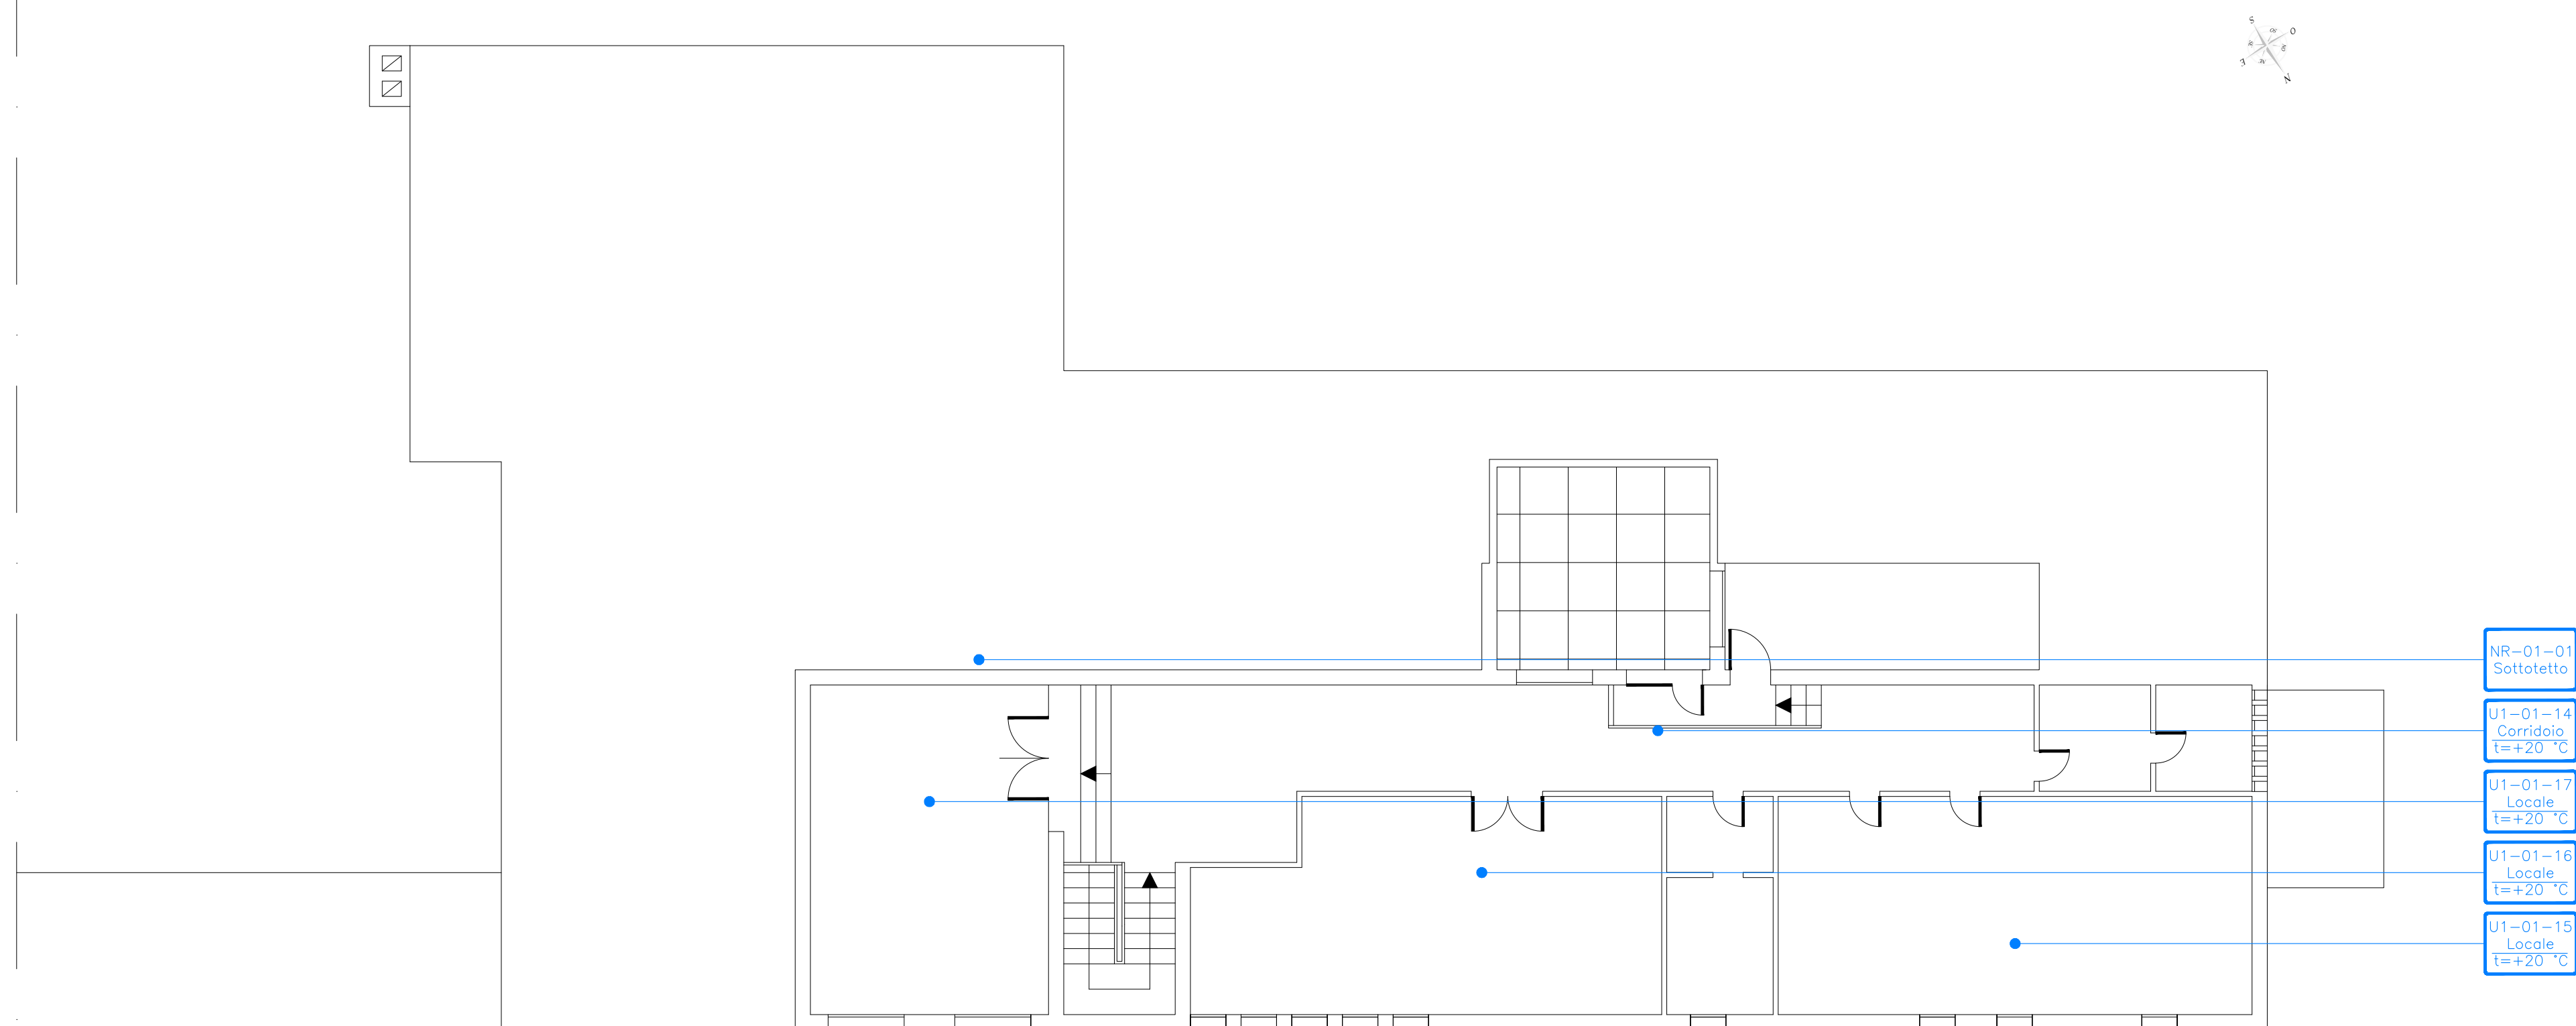 S
O
E
N
NR-01-01
Sottotetto
U1-01-14
Corridoio
t=+20 °C
U1-01-17
Locale
t=+20 °C
U1-01-16
Locale
t=+20 °C
U1-01-15
Locale
t=+20 °C